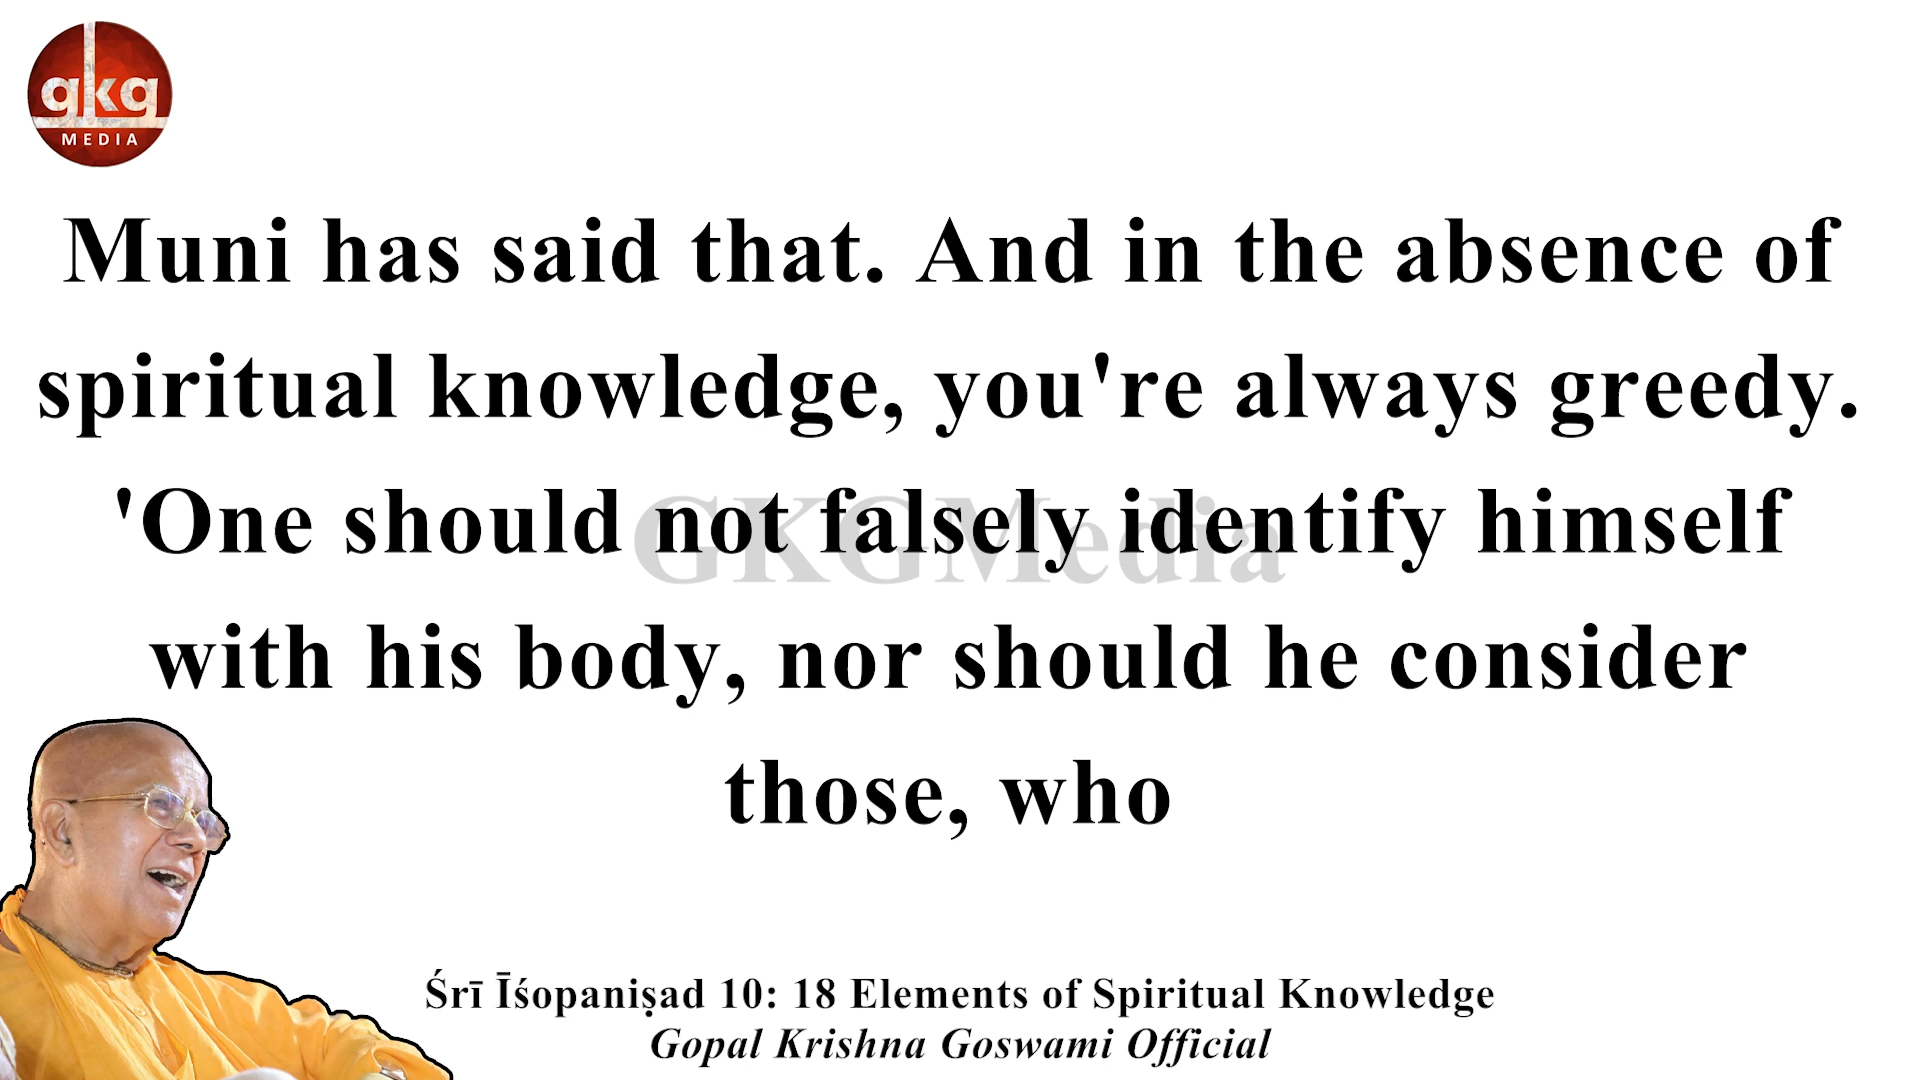 gkg
MEDIA
Muni has said that. And in the absence of
spiritual knowledge, you're always greedy.
'One should not falsely identify himself
GKGMedia
with his body, nor should he consider
those, who
Śrī Īśopaniṣad 10: 18 Elements of Spiritual Knowledge
Gopal Krishna Goswami Official